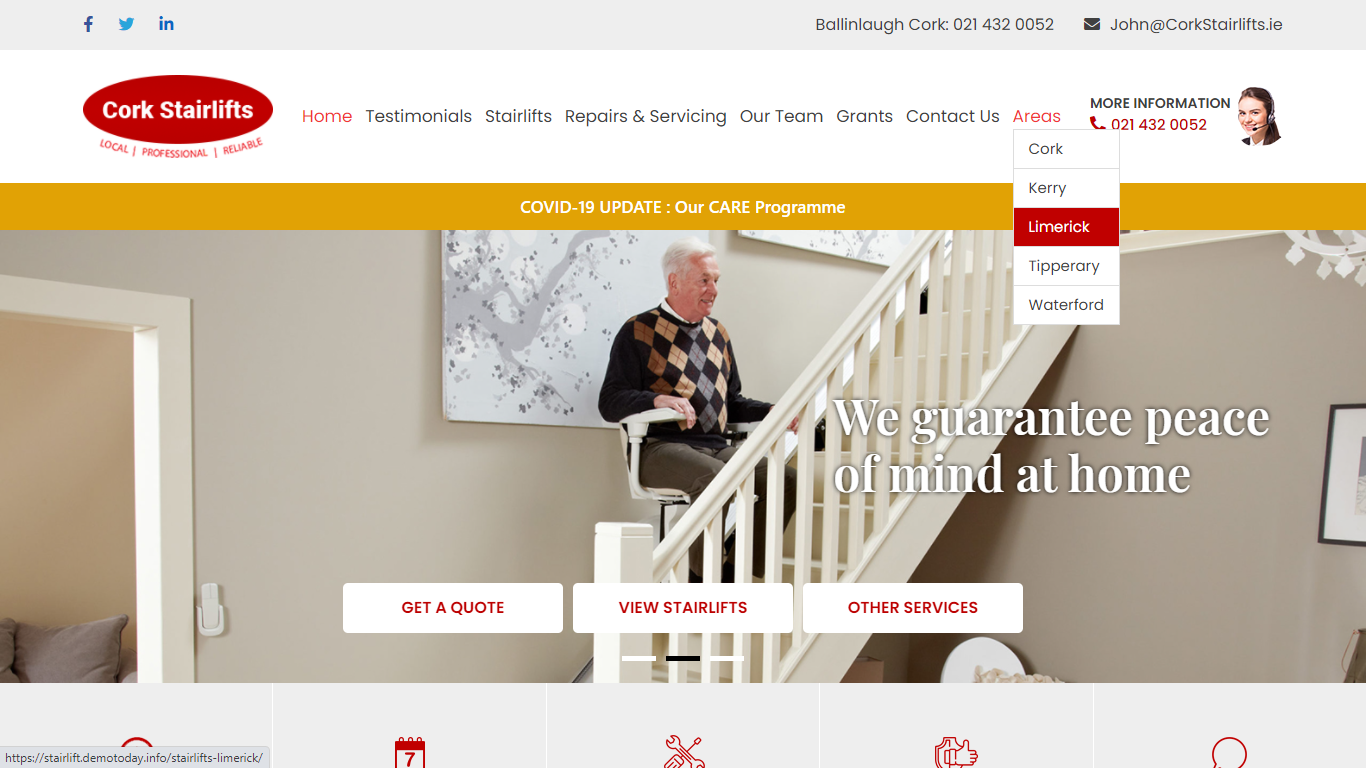 Ballinlaugh Cork: 021 432 0052
John@CorkStairlifts.ie
Cork Stairlifts
LOCAL | PROFESSIONAL | RELIABLE
Home Testimonials Stairlifts Repairs & Servicing Our Team Grants Contact Us Areas
MORE INFORMATION
021 432 0052
Cork
Kerry
Limerick
Tipperary
Waterford
COVID-19 UPDATE : Our CARE Programme
We guarantee peace
of mind at home
GET A QUOTE
VIEW STAIRLIFTS
OTHER SERVICES
7
https://stairlift.demotoday.info/stairlifts-limerick/